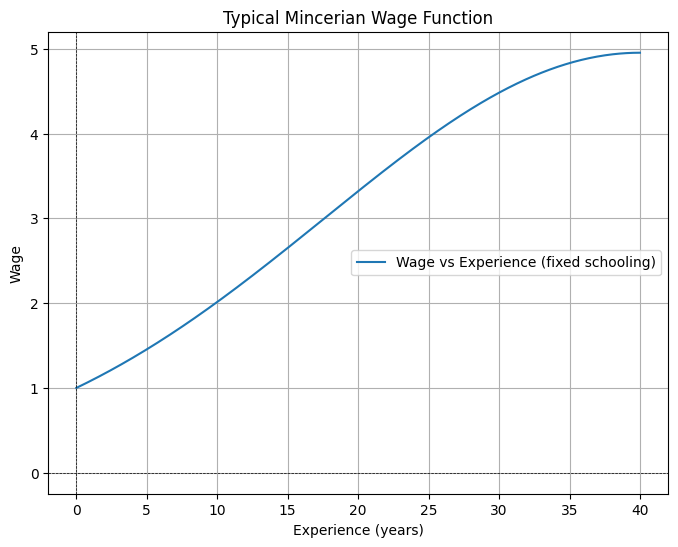 Typical Mincerian Wage Function
5
4
3
2
1
0
Wage
Wage vs Experience (fixed schooling)
0 5 10 15 20 25 30 35 40
Experience (years)